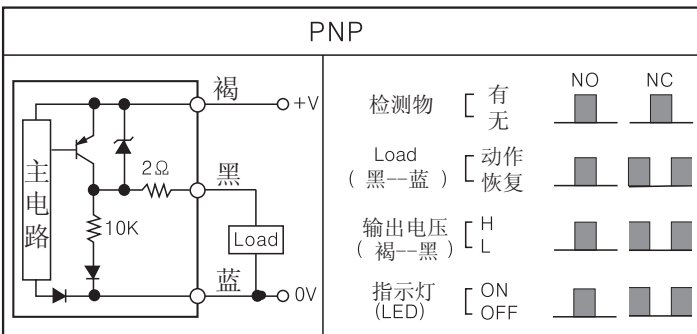 PNP
褐
+V
主电路
2Ω
黑
10K
Load
蓝
0V
NO NC
检测物 有
无
Load 动作
( 黑--蓝 ) 恢复
输出电压 H
( 褐--黑 ) L
指示灯 ON
(LED) OFF